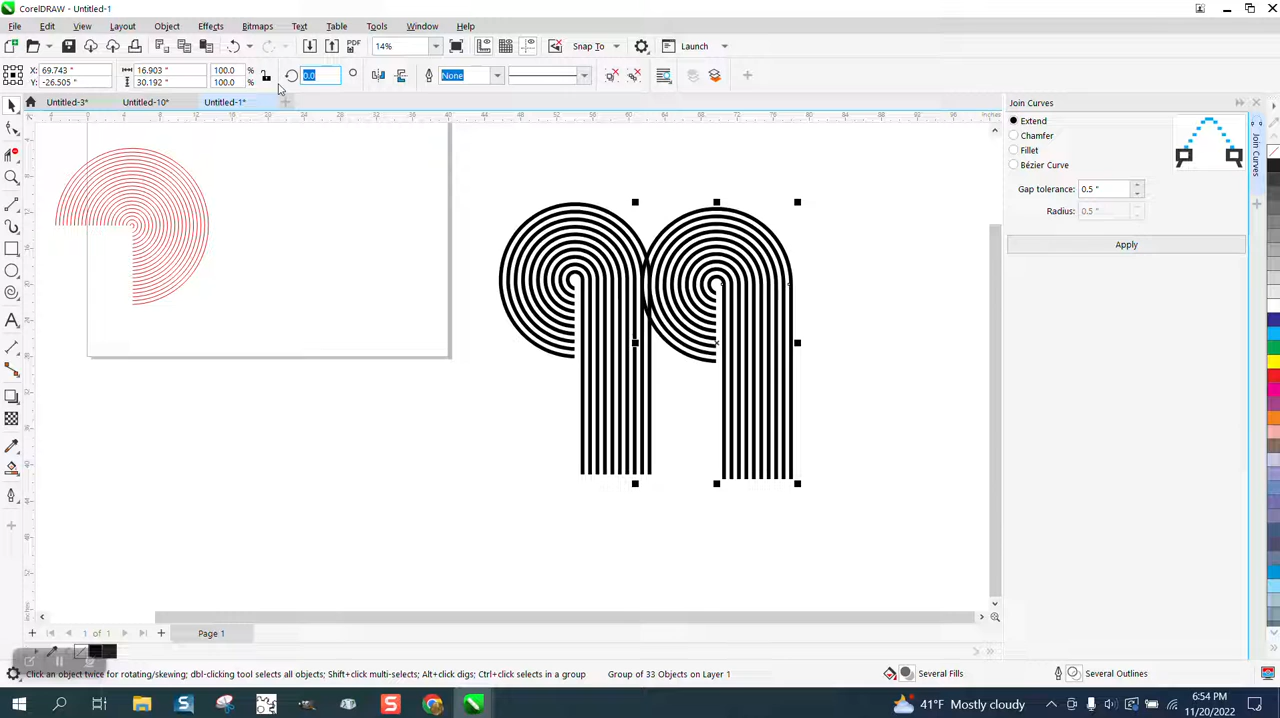 CorelDRAW - Untitled-1
File Edit View Layout Object Effects Bitmaps Text Table Tools Window Help
PDF 14% Snap To Launch
X: 69.743 " 16.903 " 100.0 % 0.0 None
Y: -26.505 " 30.192 " 100.0 %
Untitled-3* Untitled-10* Untitled-1*
inches
Join Curves
Extend
Chamfer
Fillet
Bézier Curve
Gap tolerance: 0.5 "
Radius: 0.5 "
Apply
Join Curves
1 of 1 Page 1
Click an object twice for rotating/skewing; dbl-clicking tool selects all objects; Shift+click multi-selects; Alt+click digs; Ctrl+click selects in a group Group of 33 Objects on Layer 1 Several Fills Several Outlines
41°F Mostly cloudy 6:54 PM
11/20/2022